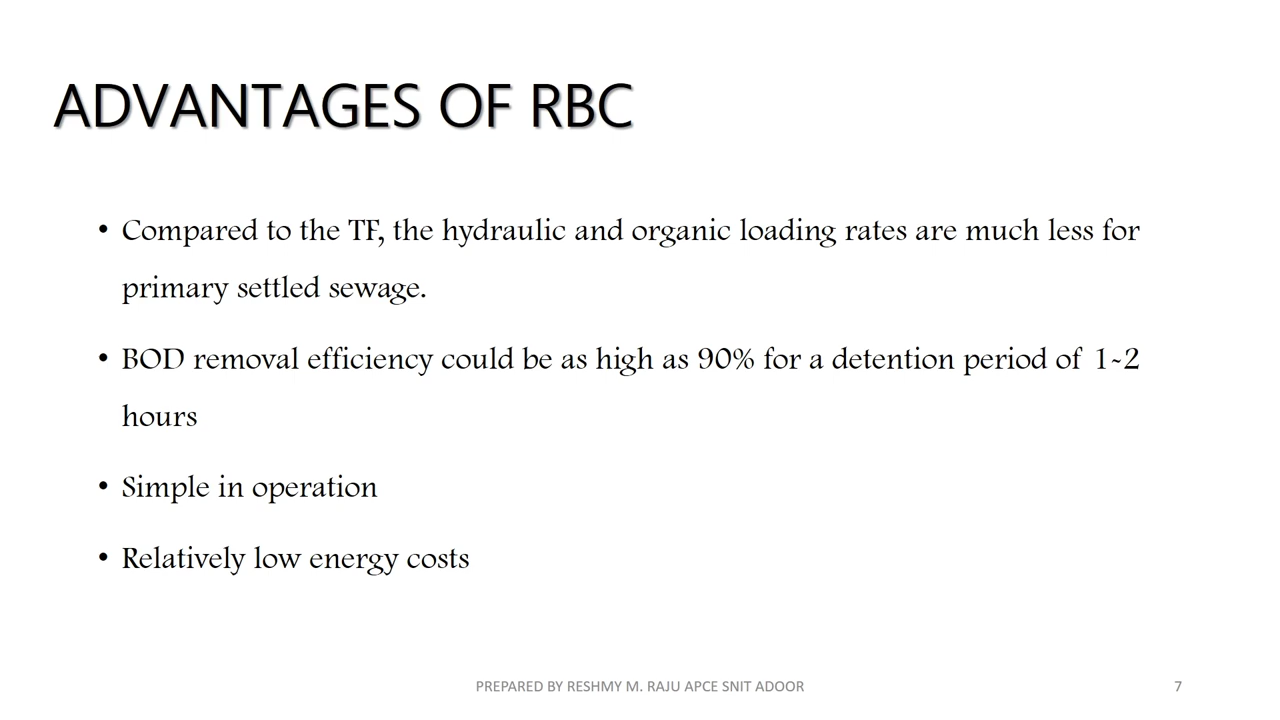 ADVANTAGES OF RBC
• Compared to the TF, the hydraulic and organic loading rates are much less for
primary settled sewage.
• BOD removal efficiency could be as high as 90% for a detention period of 1-2
hours
• Simple in operation
• Relatively low energy costs
PREPARED BY RESHMY M. RAJU APCE SNIT ADOOR
7